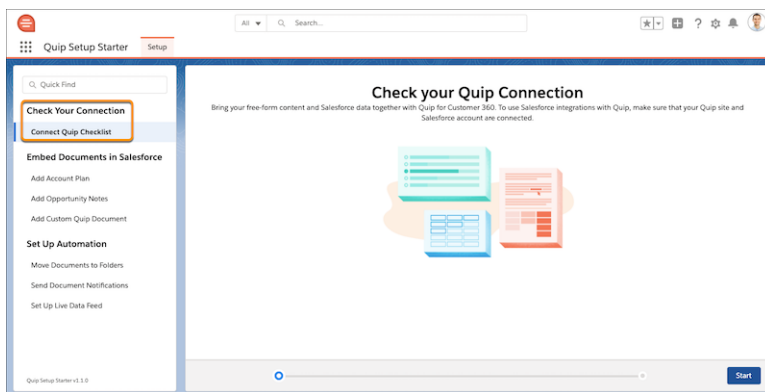 All
Search...
Quip Setup Starter
Setup
Quick Find
Check Your Connection
Connect Quip Checklist
Embed Documents in Salesforce
Add Account Plan
Add Opportunity Notes
Add Custom Quip Document
Set Up Automation
Move Documents to Folders
Send Document Notifications
Set Up Live Data Feed
Quip Setup Starter v1.1.0
Check your Quip Connection
Bring your free-form content and Salesforce data together with Quip for Customer 360. To use Salesforce integrations with Quip, make sure that your Quip site and
Salesforce account are connected.
Start